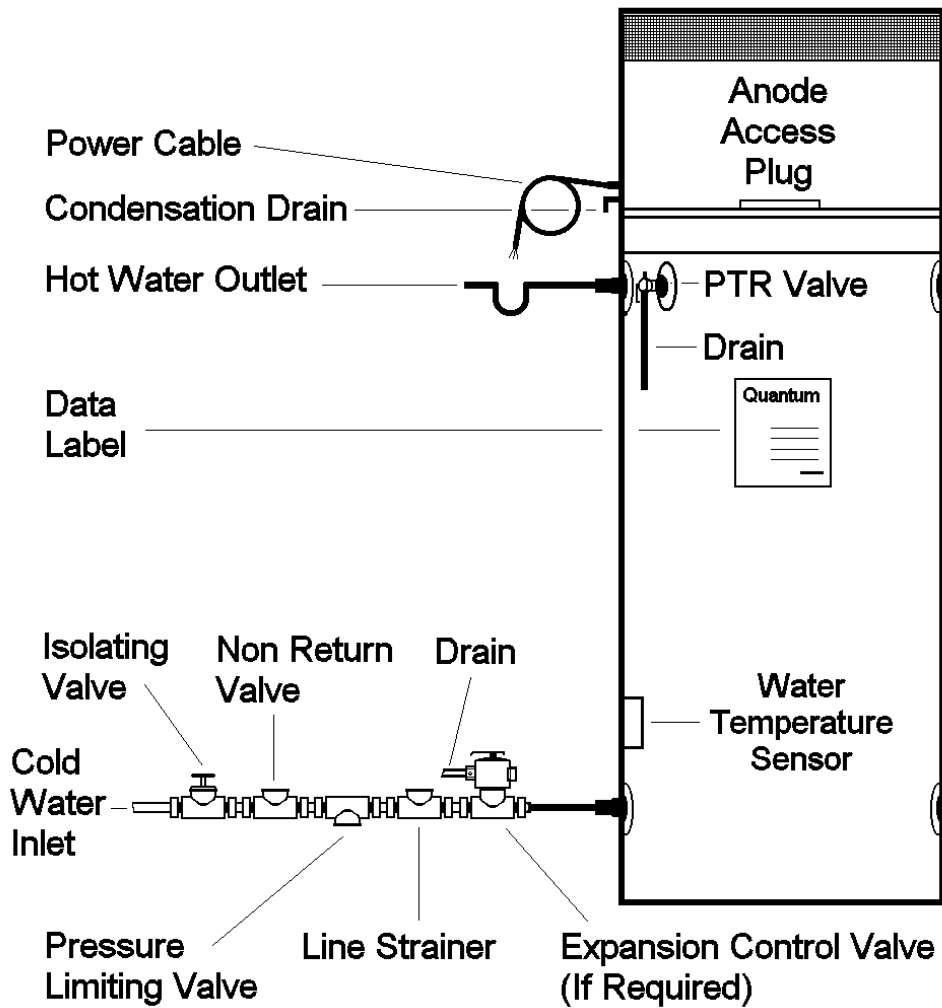 Anode
Access
Plug
Power Cable
Condensation Drain
Hot Water Outlet
PTR Valve
Drain
Data
Label
Quantum
Isolating
Valve
Non Return
Valve
Drain
Water
Temperature
Sensor
Cold
Water
Inlet
Pressure
Limiting Valve
Line Strainer
Expansion Control Valve
(If Required)